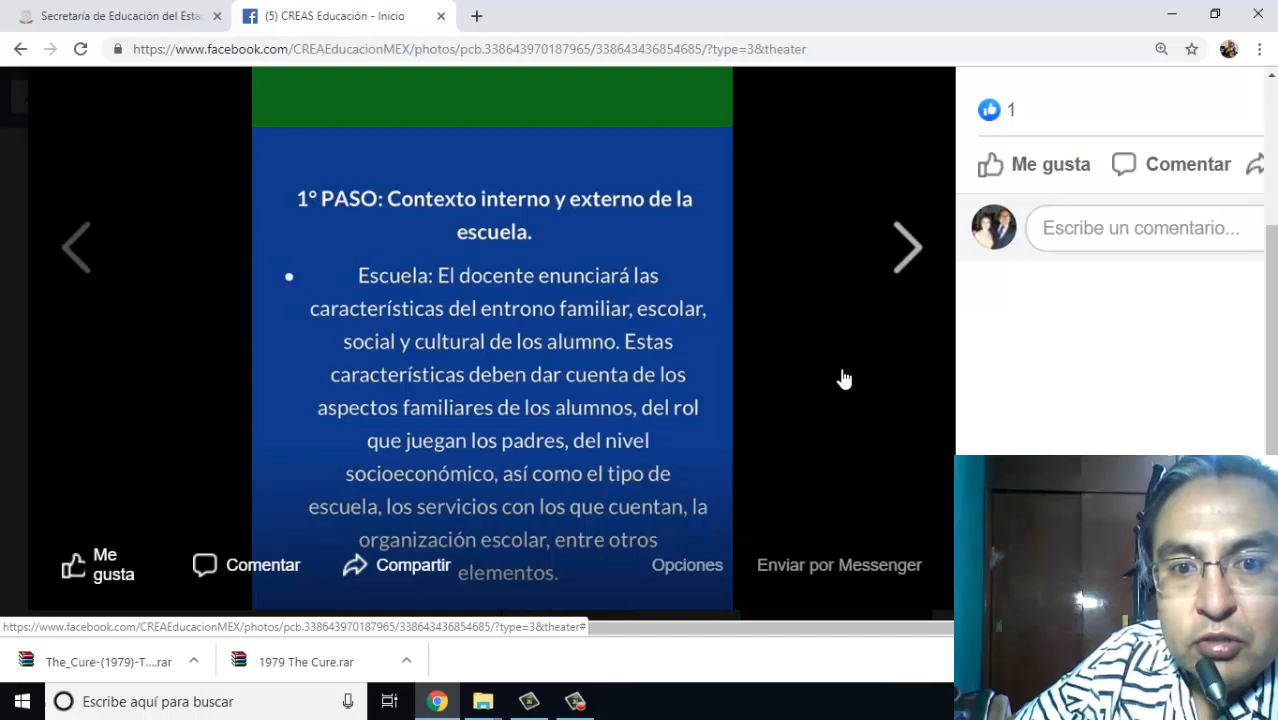 Secretaría de Educación del Esta
(5) CREAS Educación - Inicio
https://www.facebook.com/CREAEducacionMEX/photos/pcb.338643970187965/338643436854685/?type=3&theater
1
Me gusta
Comentar
Escribe un comentario...
1° PASO: Contexto interno y externo de la
escuela.
• Escuela: El docente enunciará las
características del entrono familiar, escolar,
social y cultural de los alumno. Estas
características deben dar cuenta de los
aspectos familiares de los alumnos, del rol
que juegan los padres, del nivel
socioeconómico, así como el tipo de
escuela, los servicios con los que cuentan, la
organización escolar, entre otros
elementos.
Me
gusta
Comentar
Compartir
Opciones
Enviar por Messenger
https://www.facebook.com/CREAEducacionMEX/photos/pcb.338643970187965/338643436854685/?type=3&theater#
The_Cure-(1979)-T....rar
1979 The Cure.rar
Escribe aquí para buscar